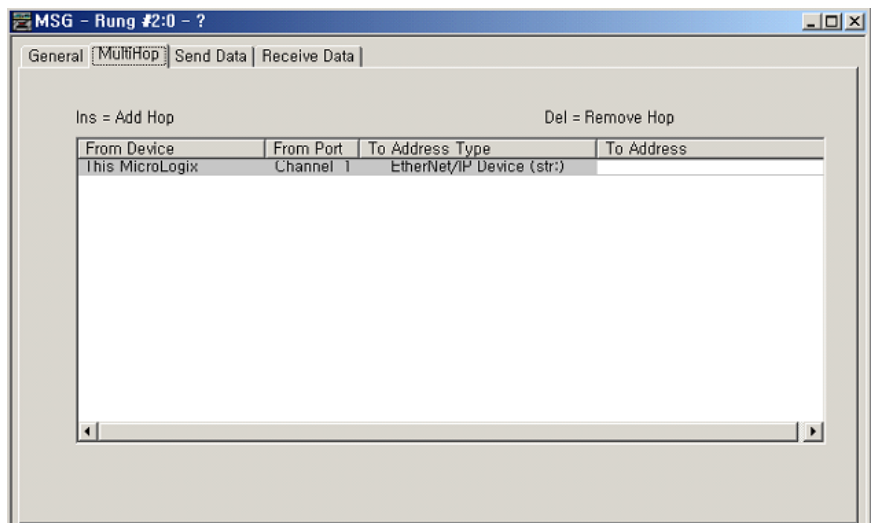 MSG - Rung #2:0 - ?
General MultiHop Send Data Receive Data
Ins = Add Hop Del = Remove Hop
From Device From Port To Address Type To Address
This MicroLogix Channel 1 EtherNet/IP Device (str:)